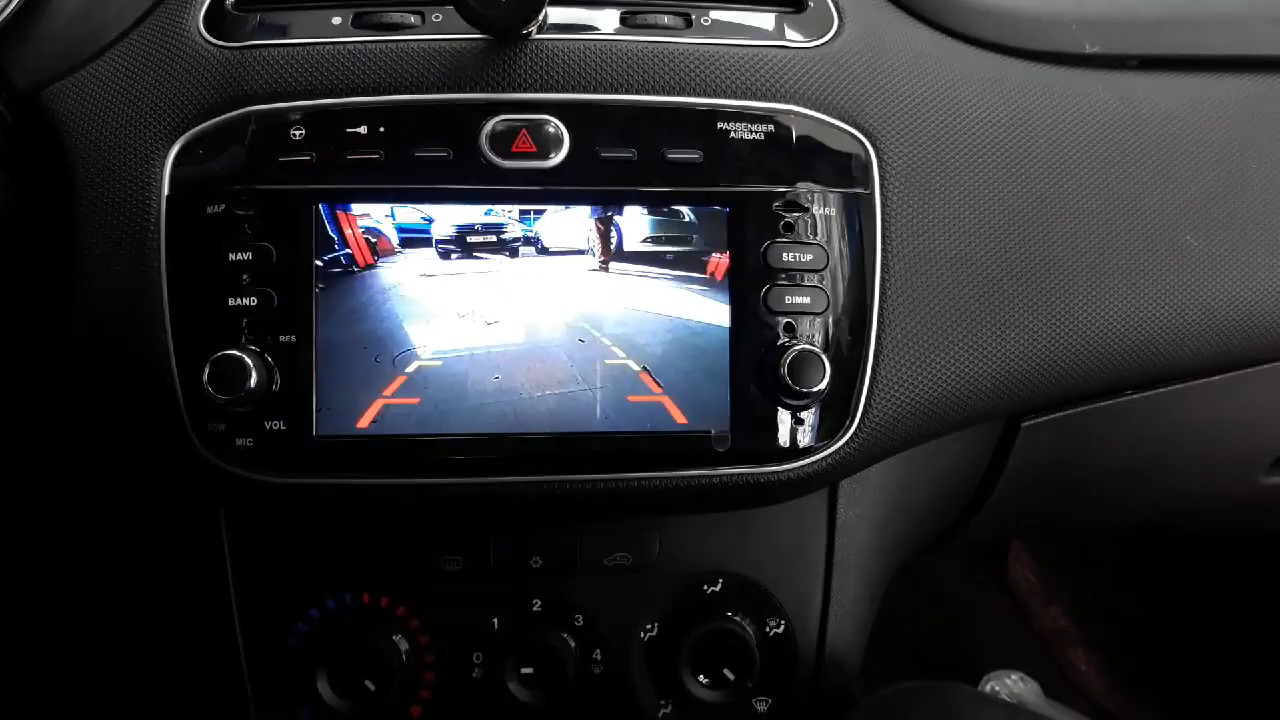 PASSENGER
AIRBAG
MAP
CARD
NAVI
SETUP
BAND
DIMM
RES
VOL
MIC
2
1
3
0
4